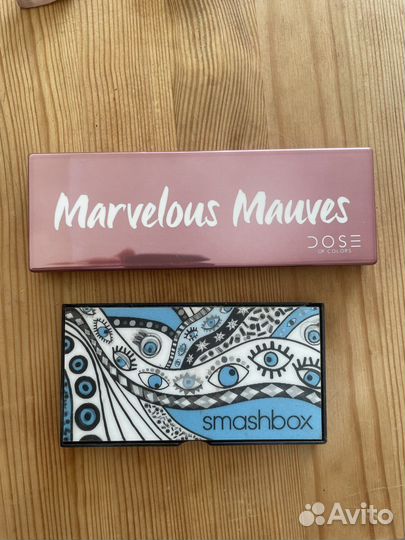 Marvelous Mauves
DOSE
OF COLORS
smashbox
Avito